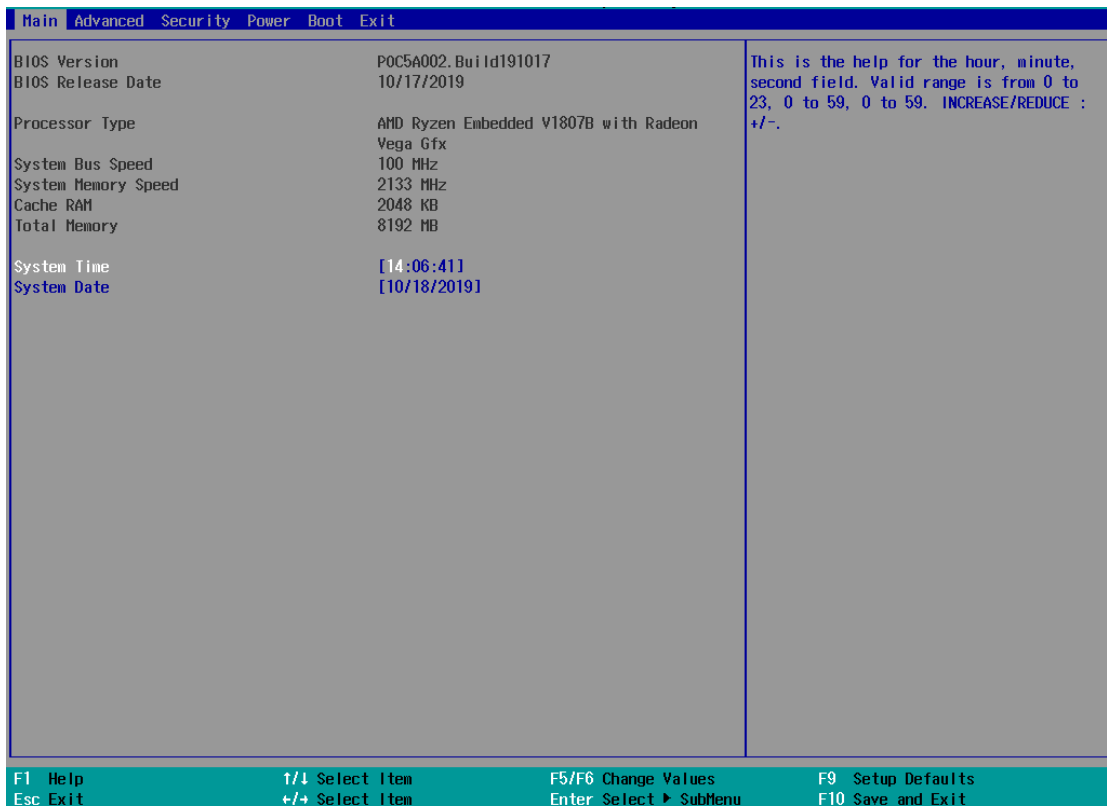 Main Advanced Security Power Boot Exit
BIOS Version POC5A002.Build191017
BIOS Release Date 10/17/2019
Processor Type AMD Ryzen Embedded V1807B with Radeon
Vega Gfx
System Bus Speed 100 MHz
System Memory Speed 2133 MHz
Cache RAM 2048 KB
Total Memory 8192 MB
System Time [14:06:41]
System Date [10/18/2019]
This is the help for the hour, minute,
second field. Valid range is from 0 to
23, 0 to 59, 0 to 59. INCREASE/REDUCE :
+/-.
F1 Help ↑/↓ Select Item F5/F6 Change Values F9 Setup Defaults
Esc Exit ←/→ Select Item Enter Select ▶ SubMenu F10 Save and Exit